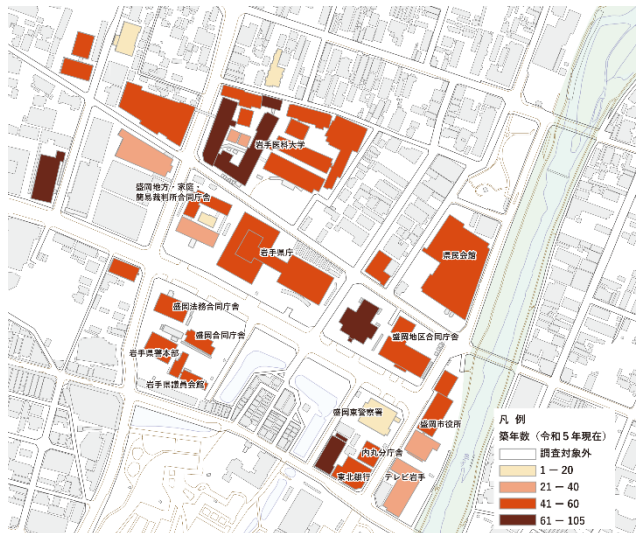 岩手医科大学
盛岡地方・家庭・
簡易裁判所合同庁舎
岩手県庁
県民会館
盛岡法務合同庁舎
盛岡合同庁舎
盛岡地区合同庁舎
岩手県警本部
岩手県議員会館
盛岡東警察署
盛岡市役所
内丸分庁舎
東北銀行
テレビ岩手
凡 例
築年数（令和５年現在）
調査対象外
1 － 20
21 － 40
41 － 60
61 － 105